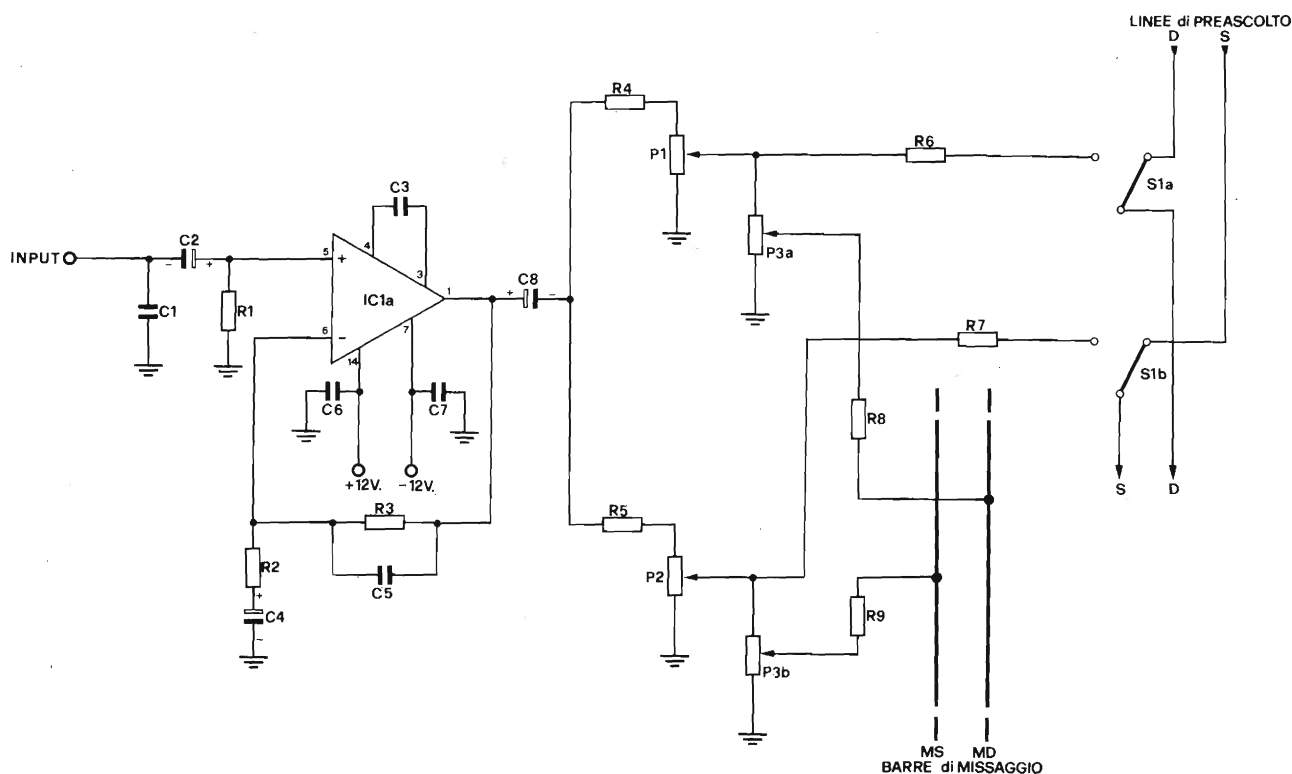 LINEE di PREASCOLTO
D S
R4
P1
R6
S1a
C3
P3a
INPUT
C2
- +
5
+
4
3
IC1a
1
C8
+ -
C1
R1
6
-
14
7
R7
S1b
C6
C7
+12V.
-12V.
R8
S D
R3
C5
R2
+
C4
-
R5
P2
R9
P3b
MS MD
BARRE di MISSAGGIO